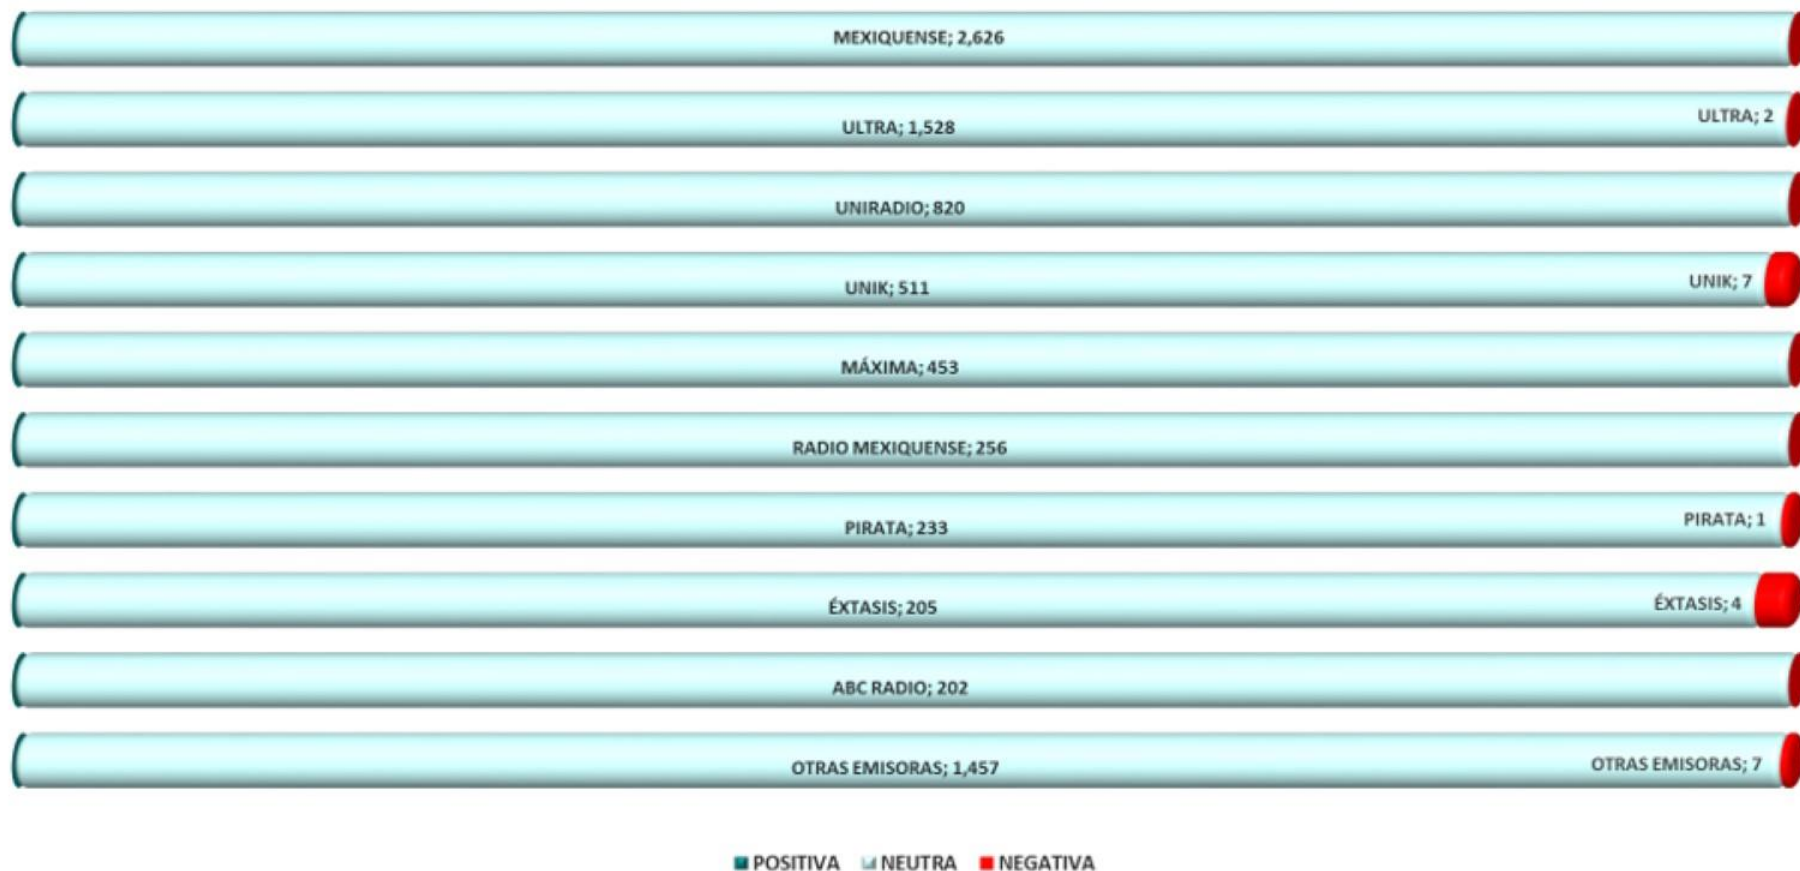 MEXIQUENSE; 2,626
ULTRA; 2
ULTRA; 1,528
UNIRADIO; 820
UNIK; 7
UNIK; 511
MÁXIMA; 453
RADIO MEXIQUENSE; 256
PIRATA; 1
PIRATA; 233
ÉXTASIS; 4
ÉXTASIS; 205
ABC RADIO; 202
OTRAS EMISORAS; 7
OTRAS EMISORAS; 1,457
POSITIVA NEUTRA NEGATIVA